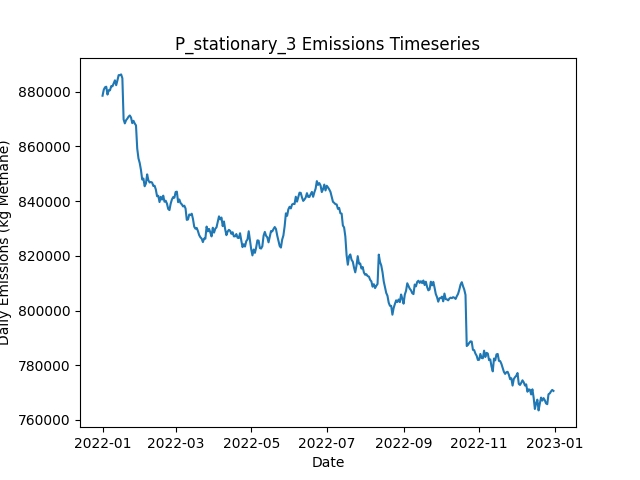 P_stationary_3 Emissions Timeseries
Daily Emissions (kg Methane)
880000
860000
840000
820000
800000
780000
760000
2022-01 2022-03 2022-05 2022-07 2022-09 2022-11 2023-01
Date